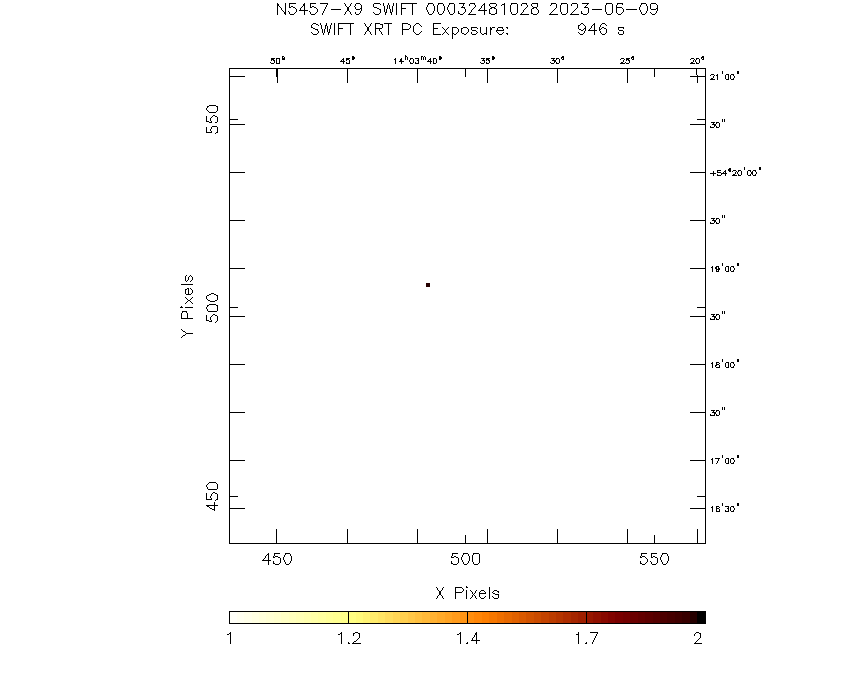 N5457-X9 SWIFT 00032481028 2023-06-09
SWIFT XRT PC Exposure: 946 s
50ˢ 45ˢ 14ʰ03ᵐ40ˢ 35ˢ 30ˢ 25ˢ 20ˢ
21'00"
550
30"
+54°20'00"
30"
19'00"
Y Pixels
500
30"
18'00"
30"
17'00"
450
16'30"
450 500 550
X Pixels
1 1.2 1.4 1.7 2